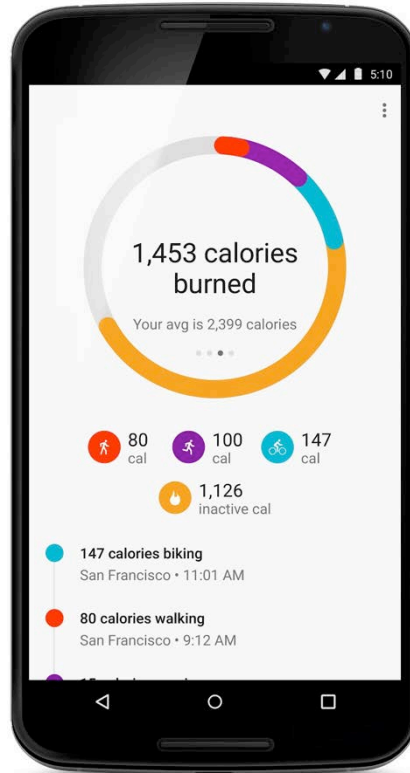 5:10
1,453 calories
burned
Your avg is 2,399 calories
80
cal
100
cal
147
cal
1,126
inactive cal
147 calories biking
San Francisco • 11:01 AM
80 calories walking
San Francisco • 9:12 AM